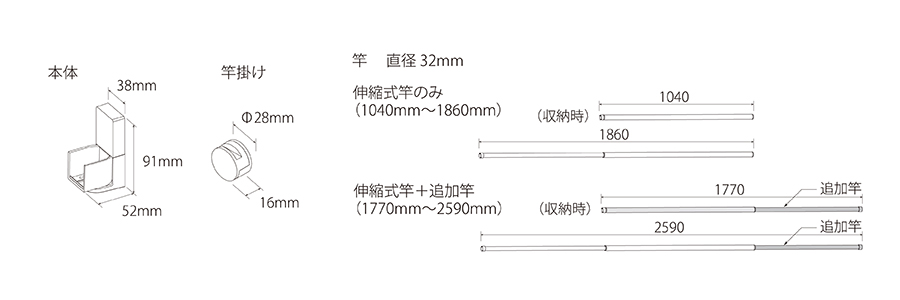 本体
38mm
91mm
52mm
竿掛け
Φ28mm
16mm
竿 直径 32mm
伸縮式竿のみ
（1040mm～1860mm）
（収納時）
1040
1860
伸縮式竿＋追加竿
（1770mm～2590mm）
（収納時）
1770
追加竿
2590
追加竿